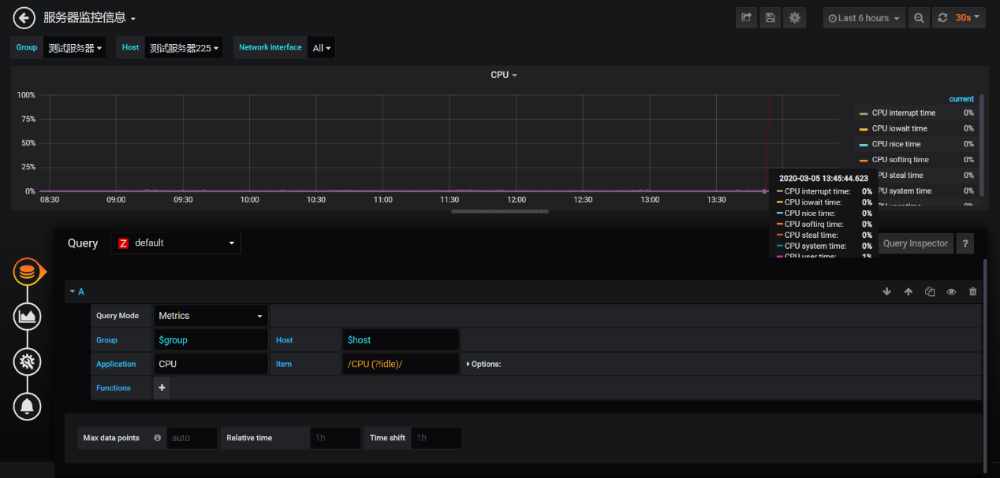 服务器监控信息
Last 6 hours
30s
Group 测试服务器 Host 测试服务器225 Network interface All
CPU
100%
75%
50%
25%
0%
08:30 09:00 09:30 10:00 10:30 11:00 11:30 12:00 12:30 13:00 13:30
current
CPU interrupt time 0%
CPU iowait time 0%
CPU nice time 0%
CPU softirq time 0%
CPU steal time 0%
CPU system time 0%
CPU user time 0%
2020-03-05 13:45:44.623
CPU interrupt time: 0%
CPU iowait time: 0%
CPU nice time: 0%
CPU softirq time: 0%
CPU steal time: 0%
CPU system time: 0%
CPU user time: 1%
Query Z default Query Inspector ?
A
Query Mode Metrics
Group $group Host $host
Application CPU Item /CPU (?!idle)/ Options:
Functions +
Max data points auto Relative time 1h Time shift 1h